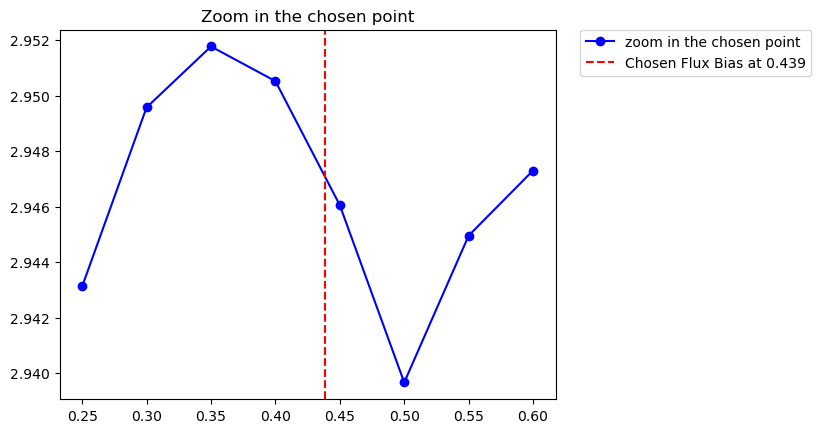 Zoom in the chosen point
zoom in the chosen point
Chosen Flux Bias at 0.439
2.952
2.950
2.948
2.946
2.944
2.942
2.940
0.25 0.30 0.35 0.40 0.45 0.50 0.55 0.60